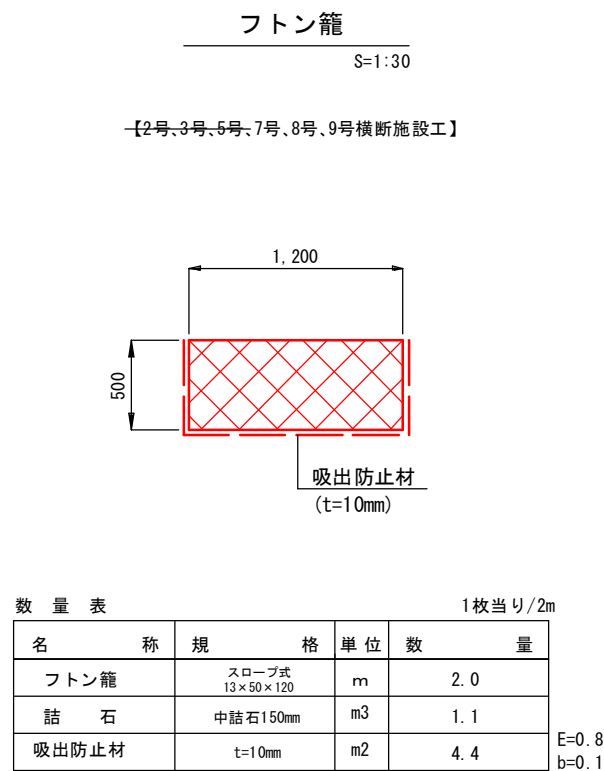 フトン籠
S=1:30
【2号、3号、5号、7号、8号、9号横断施設工】
1,200
500
吸出防止材
(t=10mm)
数 量 表 1枚当り/2m
名 称 規 格 単位 数 量
フトン籠 スロープ式 13×50×120 m 2.0
詰 石 中詰石150mm m3 1.1
吸出防止材 t=10mm m2 4.4
E=0.8
b=0.1